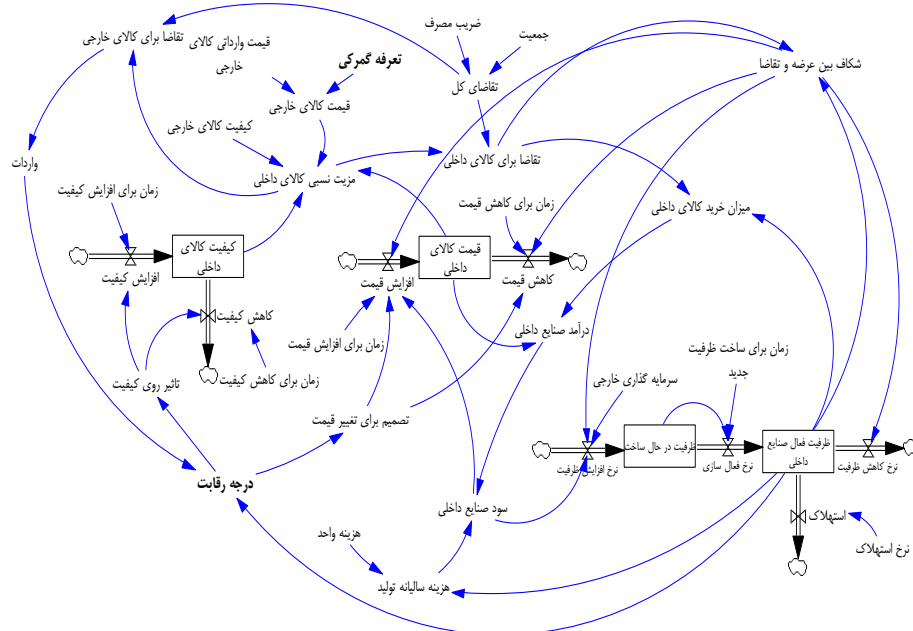 ضریب مصرف
جمعیت
تقاضا برای کالای خارجی
قیمت وارداتی کالای
خارجی
تعرفه گمرکی
شکاف بین عرضه و تقاضا
تقاضای کل
قیمت کالای خارجی
کیفیت کالای خارجی
تقاضا برای کالای داخلی
واردات
مزیت نسبی کالای داخلی
زمان برای افزایش کیفیت
زمان برای کاهش قیمت
میزان خرید کالای داخلی
کیفیت کالای
داخلی
قیمت کالای
داخلی
افزایش کیفیت
افزایش قیمت
کاهش قیمت
کاهش کیفیت
درآمد صنایع داخلی
زمان برای افزایش قیمت
زمان برای ساخت ظرفیت
جدید
تاثیر روی کیفیت
زمان برای کاهش کیفیت
سرمایه گذاری خارجی
تصمیم برای تغییر قیمت
ظرفیت در حال ساخت
ظرفیت فعال صنایع
داخلی
نرخ افزایش ظرفیت
نرخ فعال سازی
نرخ کاهش ظرفیت
درجه رقابت
سود صنایع داخلی
استهلاک
هزینه واحد
نرخ استهلاک
هزینه سالیانه تولید